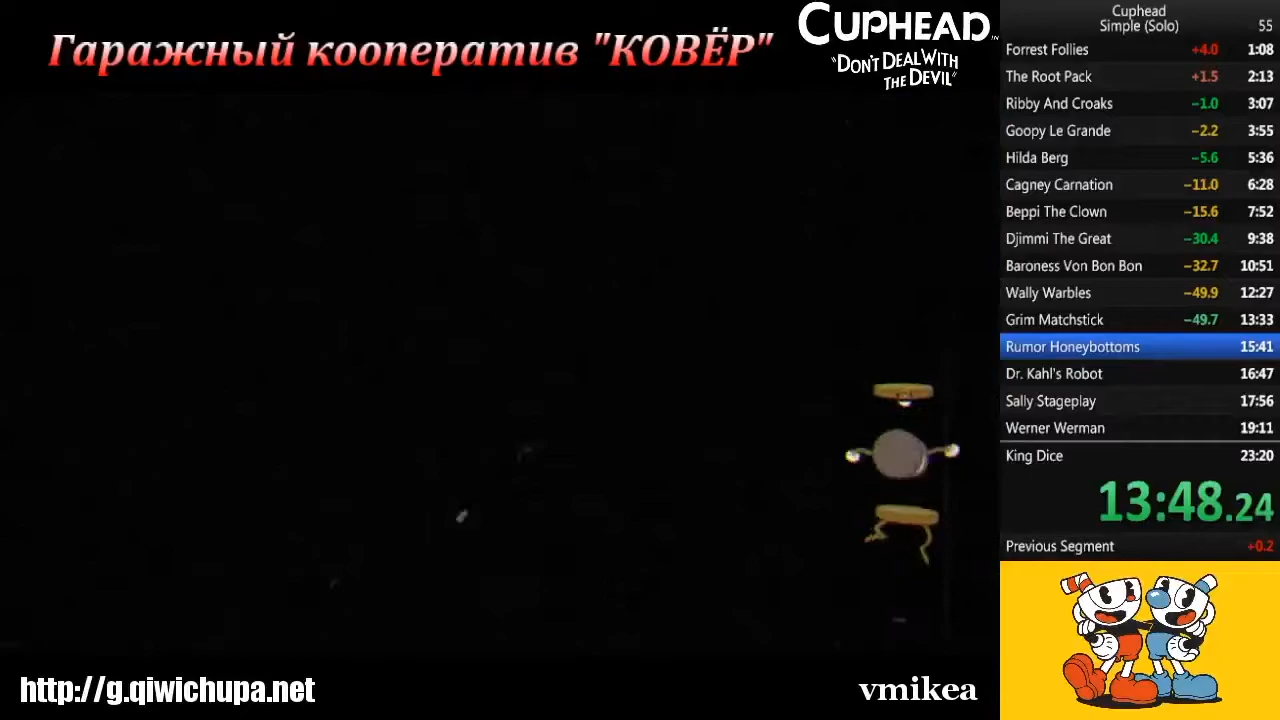 Гаражный кооператив "КОВЁР"
CUPHEAD
"DON'T DEAL WITH
THE DEVIL"
Cuphead
Simple (Solo) 55
Forrest Follies +4.0 1:08
The Root Pack +1.5 2:13
Ribby And Croaks −1.0 3:07
Goopy Le Grande −2.2 3:55
Hilda Berg −5.6 5:36
Cagney Carnation −11.0 6:28
Beppi The Clown −15.6 7:52
Djimmi The Great −30.4 9:38
Baroness Von Bon Bon −32.7 10:51
Wally Warbles −49.9 12:27
Grim Matchstick −49.7 13:33
Rumor Honeybottoms 15:41
Dr. Kahl's Robot 16:47
Sally Stageplay 17:56
Werner Werman 19:11
King Dice 23:20
13:48.24
Previous Segment +0.2
http://g.qiwichupa.net
vmikea